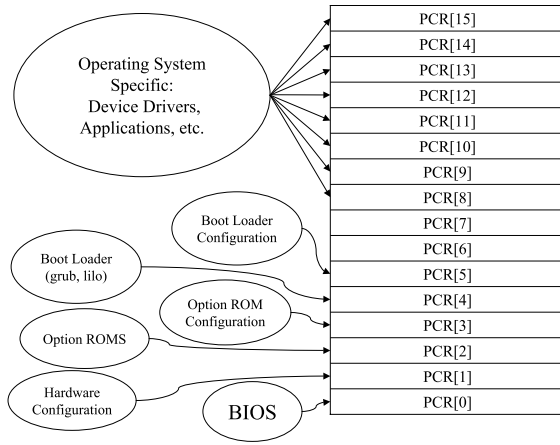 Operating System
Specific:
Device Drivers,
Applications, etc.
Boot Loader
Configuration
Boot Loader
(grub, lilo)
Option ROM
Configuration
Option ROMS
Hardware
Configuration
BIOS
PCR[15]
PCR[14]
PCR[13]
PCR[12]
PCR[11]
PCR[10]
PCR[9]
PCR[8]
PCR[7]
PCR[6]
PCR[5]
PCR[4]
PCR[3]
PCR[2]
PCR[1]
PCR[0]